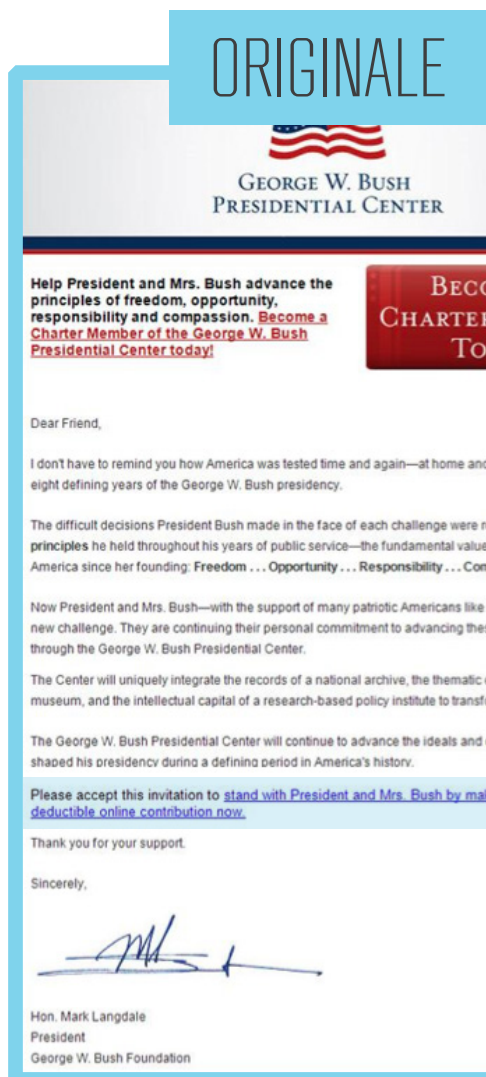 ORIGINALE
GEORGE W. BUSH
PRESIDENTIAL CENTER
Help President and Mrs. Bush advance the
principles of freedom, opportunity,
responsibility and compassion. Become a
Charter Member of the George W. Bush
Presidential Center today!
BECO
CHARTER
TO
Dear Friend,
I don't have to remind you how America was tested time and again—at home and
eight defining years of the George W. Bush presidency.
The difficult decisions President Bush made in the face of each challenge were r
principles he held throughout his years of public service—the fundamental value
America since her founding: Freedom . . . Opportunity . . . Responsibility . . . Com
Now President and Mrs. Bush—with the support of many patriotic Americans like
new challenge. They are continuing their personal commitment to advancing thes
through the George W. Bush Presidential Center.
The Center will uniquely integrate the records of a national archive, the thematic
museum, and the intellectual capital of a research-based policy institute to transf
The George W. Bush Presidential Center will continue to advance the ideals and
shaped his presidency during a defining period in America's history.
Please accept this invitation to stand with President and Mrs. Bush by mal
deductible online contribution now.
Thank you for your support.
Sincerely,
Hon. Mark Langdale
President
George W. Bush Foundation